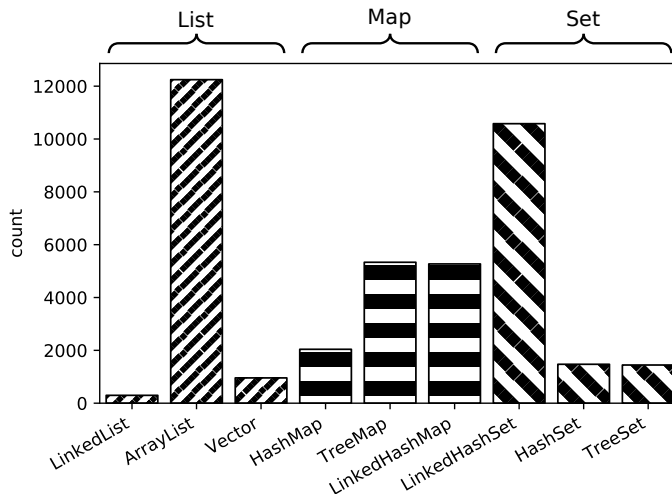 List Map Set
12000
10000
8000
6000
4000
2000
0
count
LinkedList
ArrayList
Vector
HashMap
TreeMap
LinkedHashMap
LinkedHashSet
HashSet
TreeSet